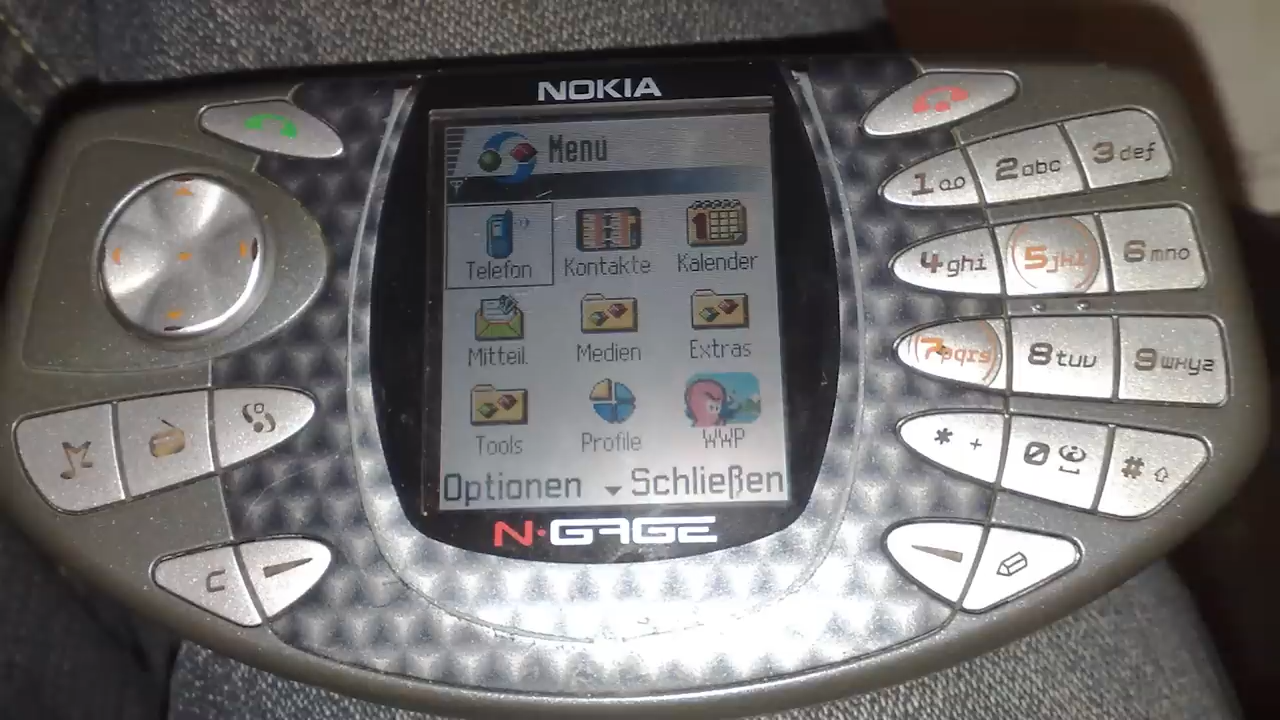 NOKIA
Menü
Telefon
Kontakte
Kalender
Mitteil.
Medien
Extras
Tools
Profile
WWP
Optionen
Schließen
N·GAGE
1
2abc
3def
4ghi
5jkl
6mno
7pqrs
8tuv
9wxyz
* +
0
#
C